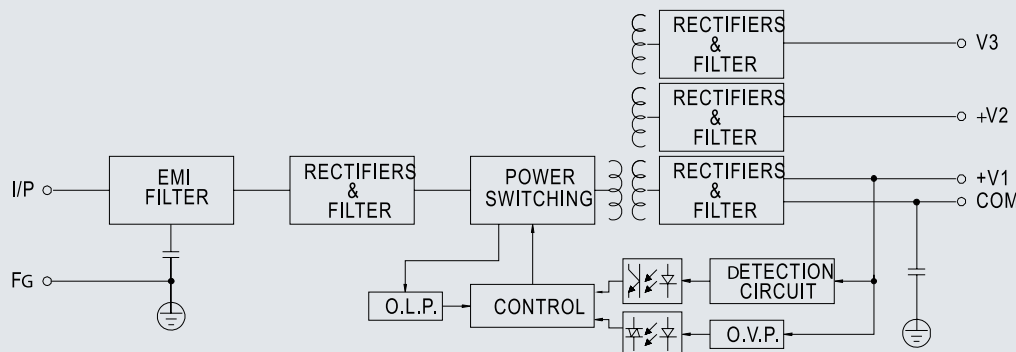 RECTIFIERS
&
FILTER
V3
RECTIFIERS
&
FILTER
+V2
I/P
EMI
FILTER
RECTIFIERS
&
FILTER
POWER
SWITCHING
RECTIFIERS
&
FILTER
+V1
COM
FG
O.L.P.
CONTROL
DETECTION
CIRCUIT
O.V.P.